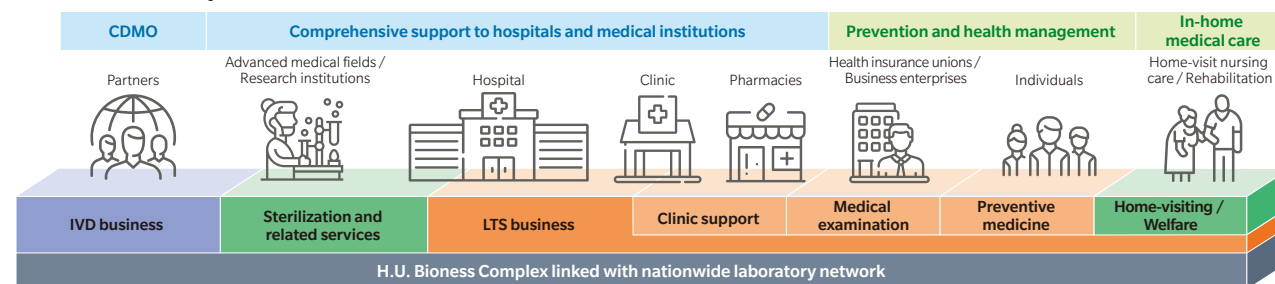 CDMO
Comprehensive support to hospitals and medical institutions
Prevention and health management
In-home
medical care
Partners
Advanced medical fields /
Research institutions
Hospital
Clinic
Pharmacies
Health insurance unions /
Business enterprises
Individuals
Home-visit nursing
care / Rehabilitation
IVD business
Sterilization and
related services
LTS business
Clinic support
Medical
examination
Preventive
medicine
Home-visiting /
Welfare
H.U. Bioness Complex linked with nationwide laboratory network